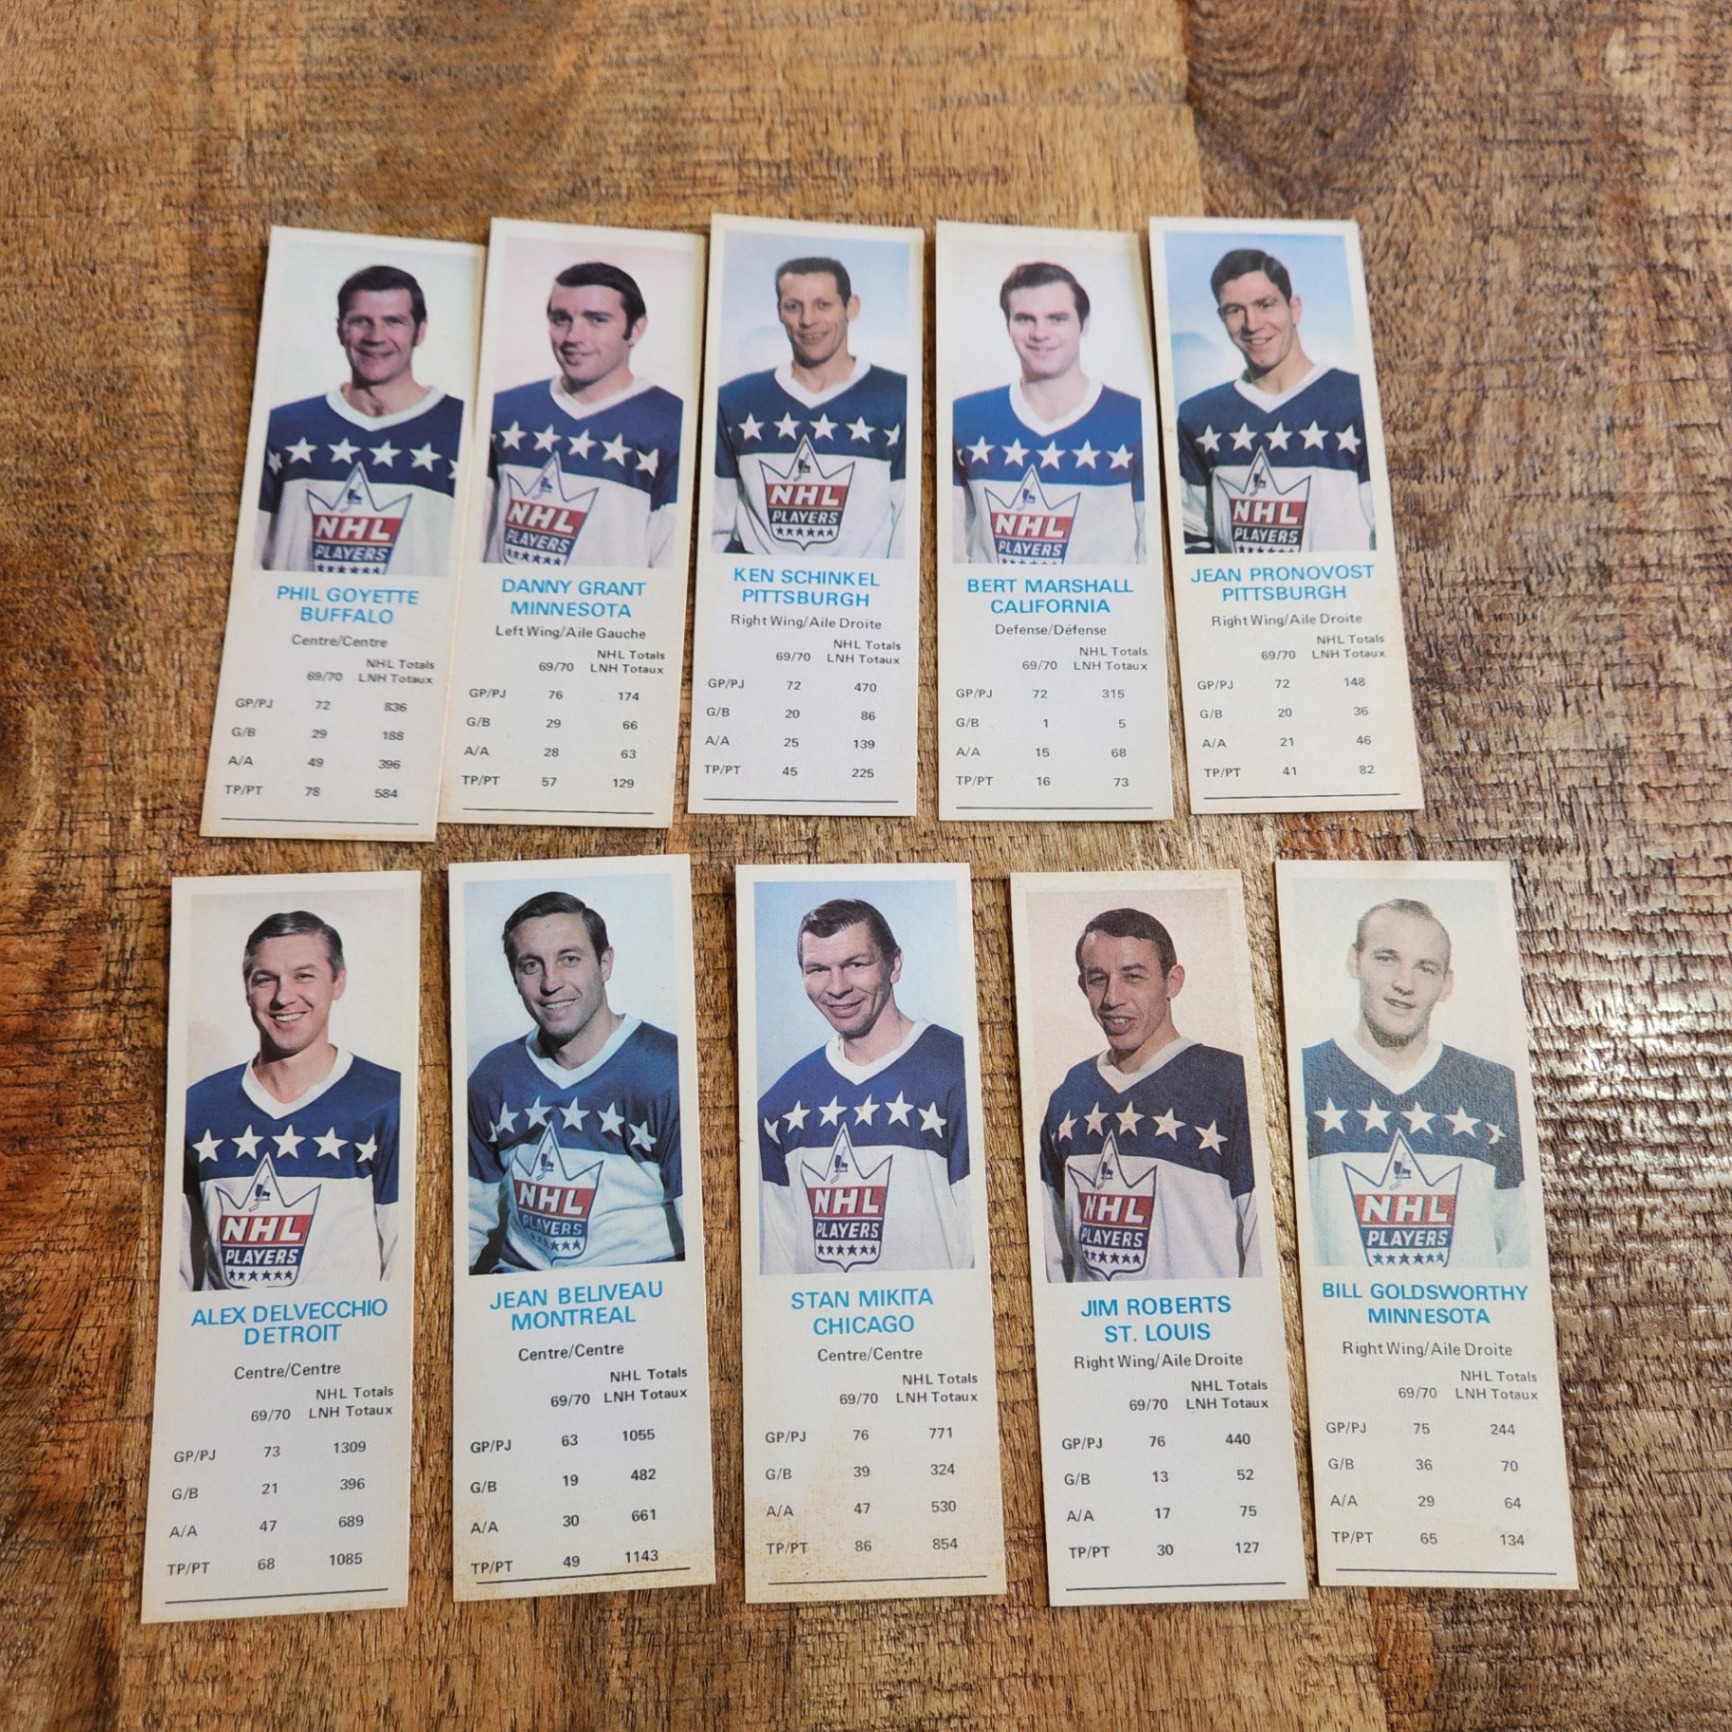 NHL
PLAYERS
PHIL GOYETTE
BUFFALO
Centre/Centre
NHL Totals
69/70 LNH Totaux
GP/PJ 72 836
G/B 29 188
A/A 49 396
TP/PT 78 584
NHL
PLAYERS
DANNY GRANT
MINNESOTA
Left Wing/Aile Gauche
NHL Totals
69/70 LNH Totaux
GP/PJ 76 174
G/B 29 66
A/A 28 63
TP/PT 57 129
NHL
PLAYERS
KEN SCHINKEL
PITTSBURGH
Right Wing/Aile Droite
NHL Totals
69/70 LNH Totaux
GP/PJ 72 470
G/B 20 86
A/A 25 139
TP/PT 45 225
NHL
PLAYERS
BERT MARSHALL
CALIFORNIA
Defense/Défense
NHL Totals
69/70 LNH Totaux
GP/PJ 72 315
G/B 1 5
A/A 15 68
TP/PT 16 73
NHL
PLAYERS
JEAN PRONOVOST
PITTSBURGH
Right Wing/Aile Droite
NHL Totals
69/70 LNH Totaux
GP/PJ 72 148
G/B 20 36
A/A 21 46
TP/PT 41 82
NHL
PLAYERS
ALEX DELVECCHIO
DETROIT
Centre/Centre
NHL Totals
69/70 LNH Totaux
GP/PJ 73 1309
G/B 21 396
A/A 47 689
TP/PT 68 1085
NHL
PLAYERS
JEAN BELIVEAU
MONTREAL
Centre/Centre
NHL Totals
69/70 LNH Totaux
GP/PJ 63 1055
G/B 19 482
A/A 30 661
TP/PT 49 1143
NHL
PLAYERS
STAN MIKITA
CHICAGO
Centre/Centre
NHL Totals
69/70 LNH Totaux
GP/PJ 76 771
G/B 39 324
A/A 47 530
TP/PT 86 854
NHL
PLAYERS
JIM ROBERTS
ST. LOUIS
Right Wing/Aile Droite
NHL Totals
69/70 LNH Totaux
GP/PJ 76 440
G/B 13 52
A/A 17 75
TP/PT 30 127
NHL
PLAYERS
BILL GOLDSWORTHY
MINNESOTA
Right Wing/Aile Droite
NHL Totals
69/70 LNH Totaux
GP/PJ 75 244
G/B 36 70
A/A 29 64
TP/PT 65 134